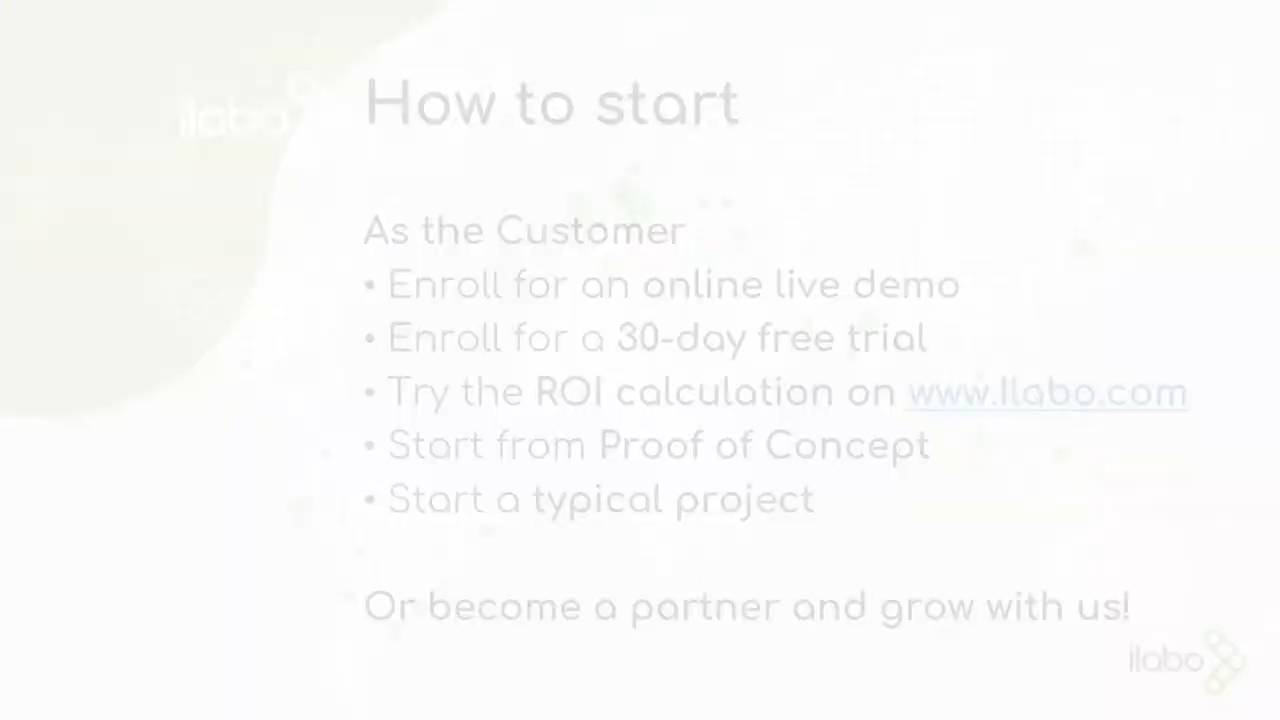 ilabo
How to start
As the Customer
• Enroll for an online live demo
• Enroll for a 30-day free trial
• Try the ROI calculation on www.Ilabo.com
• Start from Proof of Concept
• Start a typical project
Or become a partner and grow with us!
ilabo